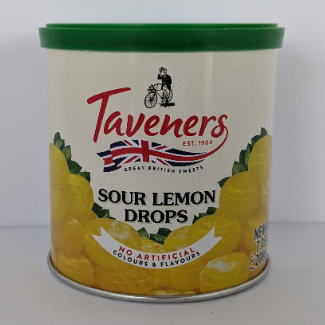 Taveners
EST. 1904
GREAT BRITISH SWEETS
SOUR LEMON
DROPS
NO ARTIFICIAL
COLOURS & FLAVOURS